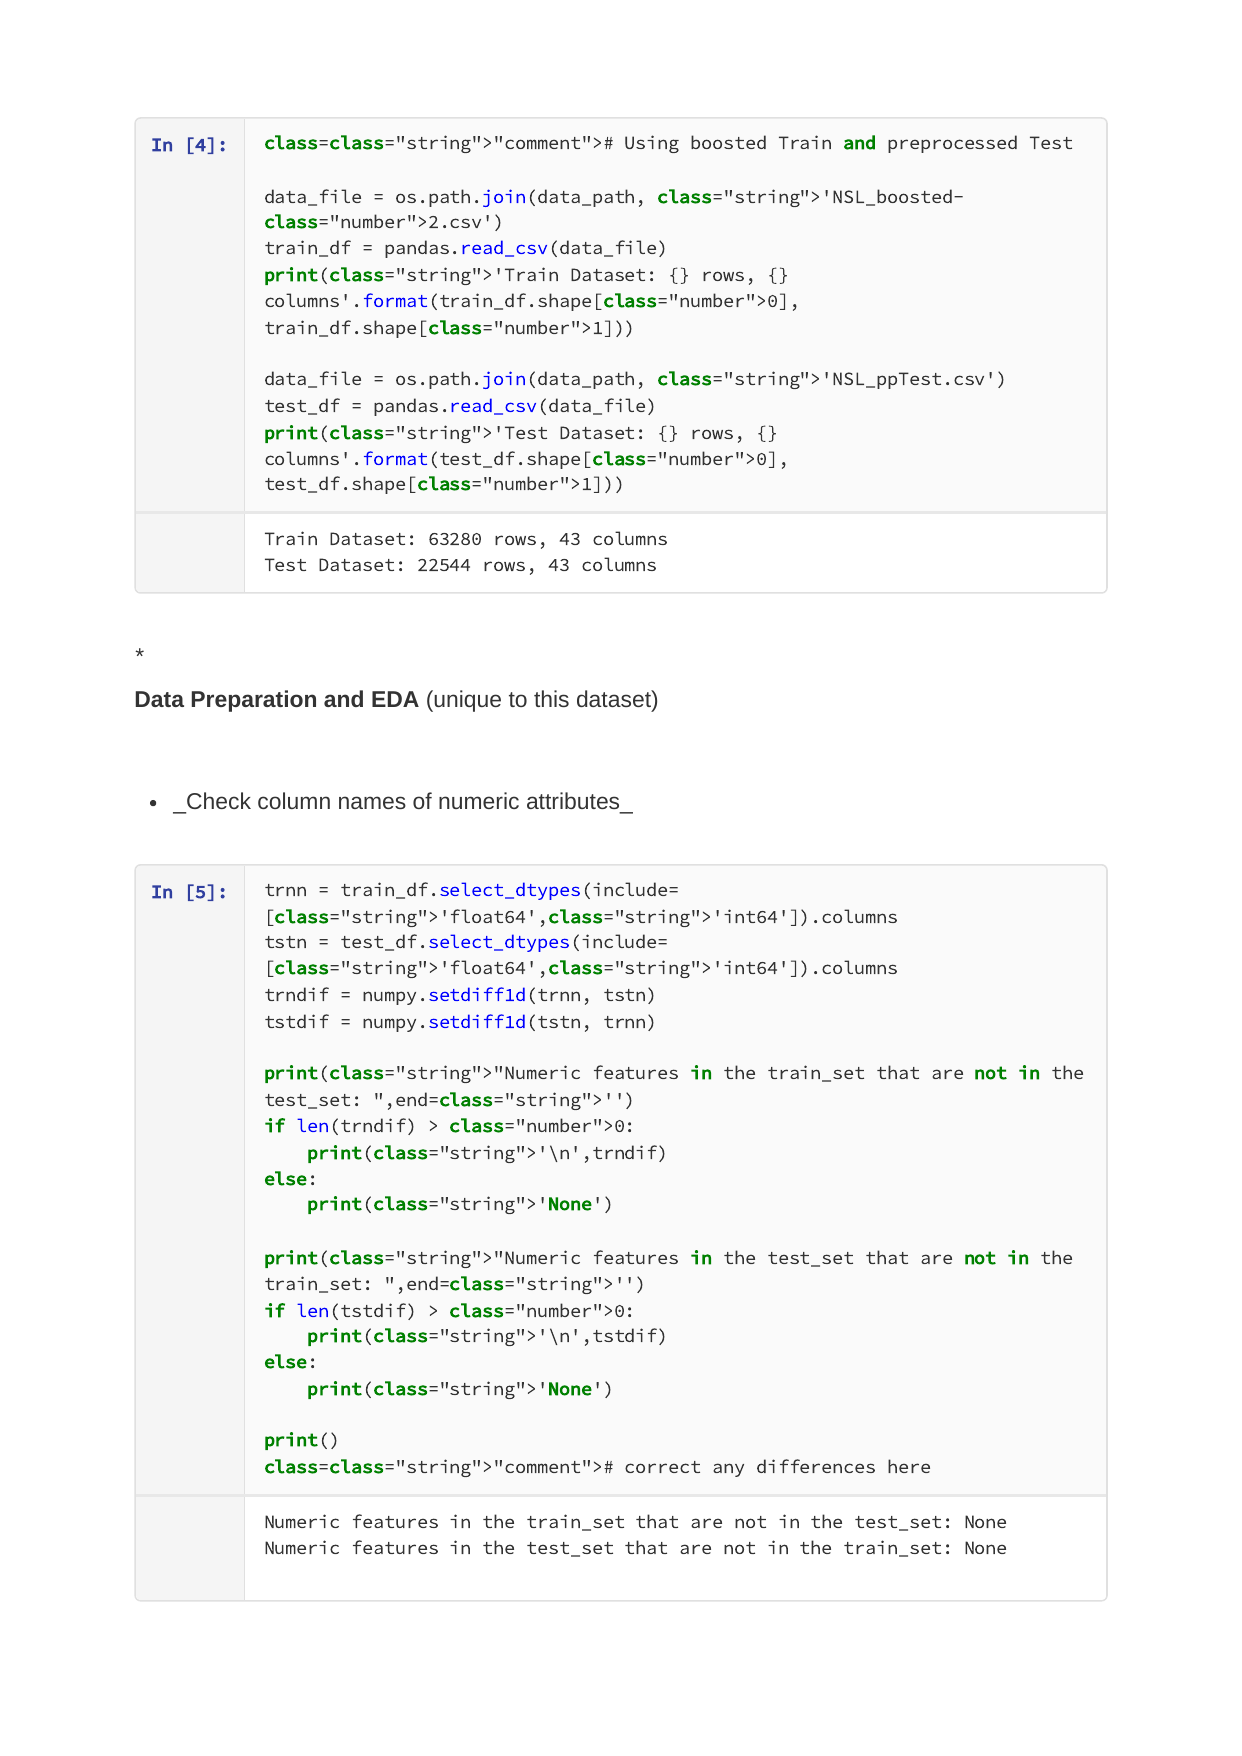 In [4]:
class=class="string">"comment"># Using boosted Train and preprocessed Test
data_file = os.path.join(data_path, class="string">'NSL_boosted-
class="number">2.csv')
train_df = pandas.read_csv(data_file)
print(class="string">'Train Dataset: {} rows, {}
columns'.format(train_df.shape[class="number">0],
train_df.shape[class="number">1]))
data_file = os.path.join(data_path, class="string">'NSL_ppTest.csv')
test_df = pandas.read_csv(data_file)
print(class="string">'Test Dataset: {} rows, {}
columns'.format(test_df.shape[class="number">0],
test_df.shape[class="number">1]))
Train Dataset: 63280 rows, 43 columns
Test Dataset: 22544 rows, 43 columns
*
Data Preparation and EDA (unique to this dataset)
• _Check column names of numeric attributes_
In [5]:
trnn = train_df.select_dtypes(include=
[class="string">'float64',class="string">'int64']).columns
tstn = test_df.select_dtypes(include=
[class="string">'float64',class="string">'int64']).columns
trndif = numpy.setdiff1d(trnn, tstn)
tstdif = numpy.setdiff1d(tstn, trnn)
print(class="string">"Numeric features in the train_set that are not in the
test_set: ",end=class="string">'')
if len(trndif) > class="number">0:
    print(class="string">'\n',trndif)
else:
    print(class="string">'None')
print(class="string">"Numeric features in the test_set that are not in the
train_set: ",end=class="string">'')
if len(tstdif) > class="number">0:
    print(class="string">'\n',tstdif)
else:
    print(class="string">'None')
print()
class=class="string">"comment"># correct any differences here
Numeric features in the train_set that are not in the test_set: None
Numeric features in the test_set that are not in the train_set: None